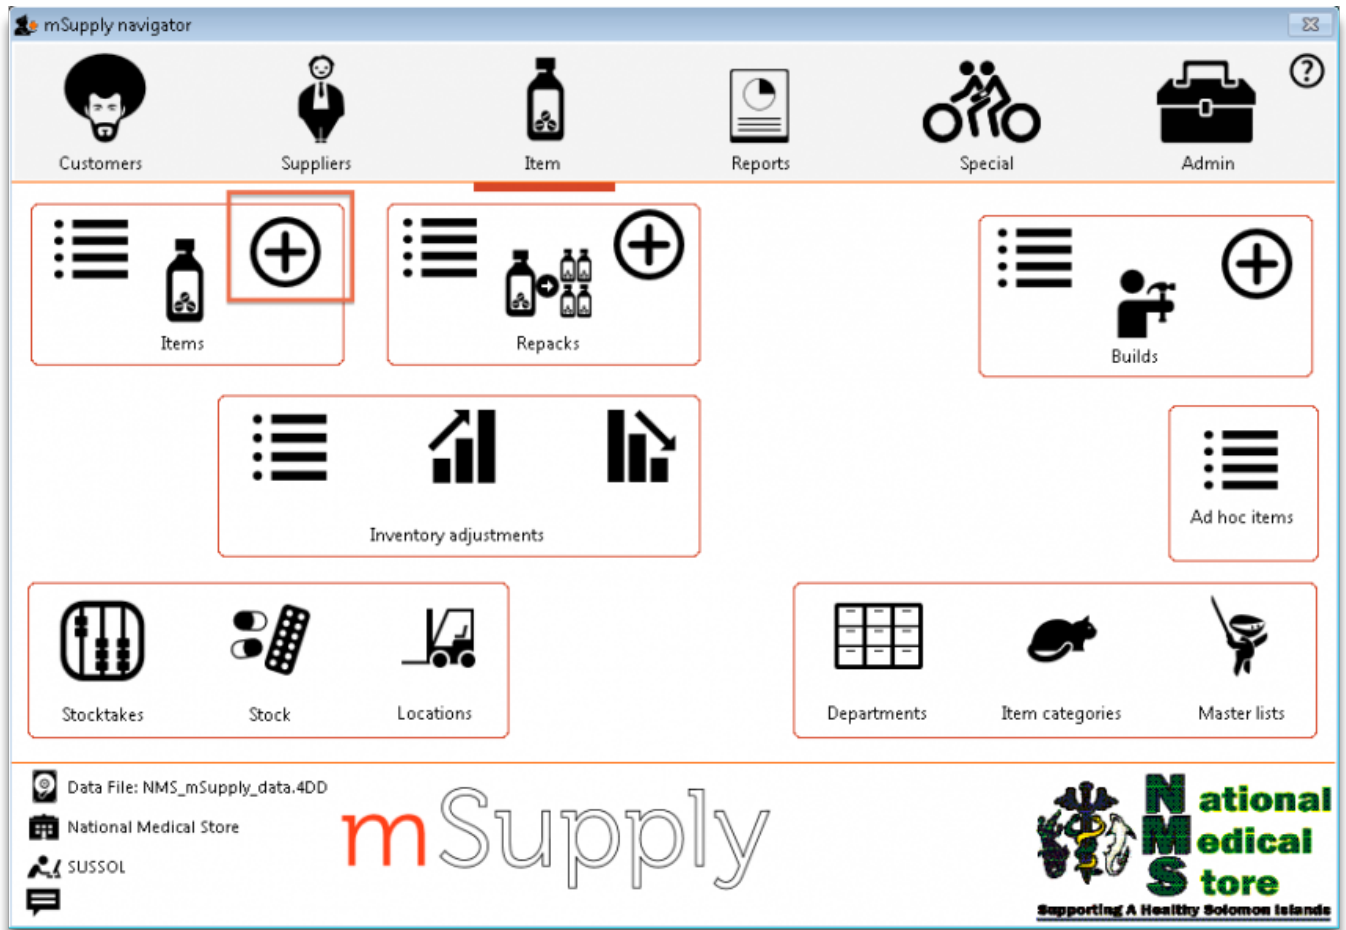 mSupply navigator
Customers
Suppliers
Item
Reports
Special
Admin
?
Items
Repacks
Builds
Inventory adjustments
Ad hoc items
Stocktakes
Stock
Locations
Departments
Item categories
Master lists
Data File: NMS_mSupply_data.4DD
National Medical Store
SUSSOL
mSupply
National
Medical
Store
Supporting A Healthy Solomon Islands